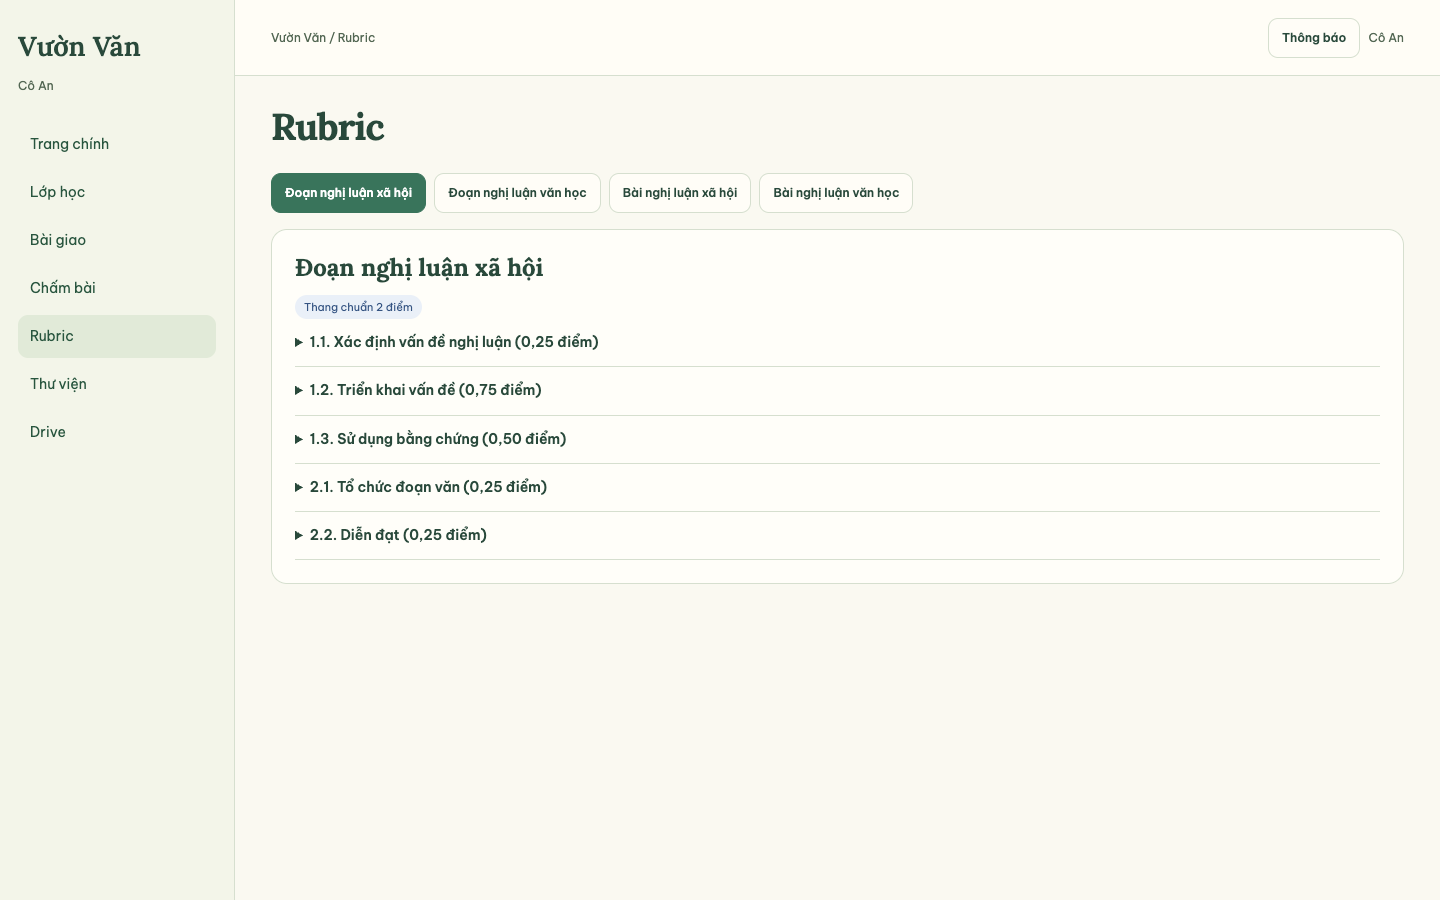 Vườn Văn
Cô An
Trang chính
Lớp học
Bài giao
Chấm bài
Rubric
Thư viện
Drive
Vườn Văn / Rubric
Thông báo
Cô An
Rubric
Đoạn nghị luận xã hội
Đoạn nghị luận văn học
Bài nghị luận xã hội
Bài nghị luận văn học
Đoạn nghị luận xã hội
Thang chuẩn 2 điểm
1.1. Xác định vấn đề nghị luận (0,25 điểm)
1.2. Triển khai vấn đề (0,75 điểm)
1.3. Sử dụng bằng chứng (0,50 điểm)
2.1. Tổ chức đoạn văn (0,25 điểm)
2.2. Diễn đạt (0,25 điểm)